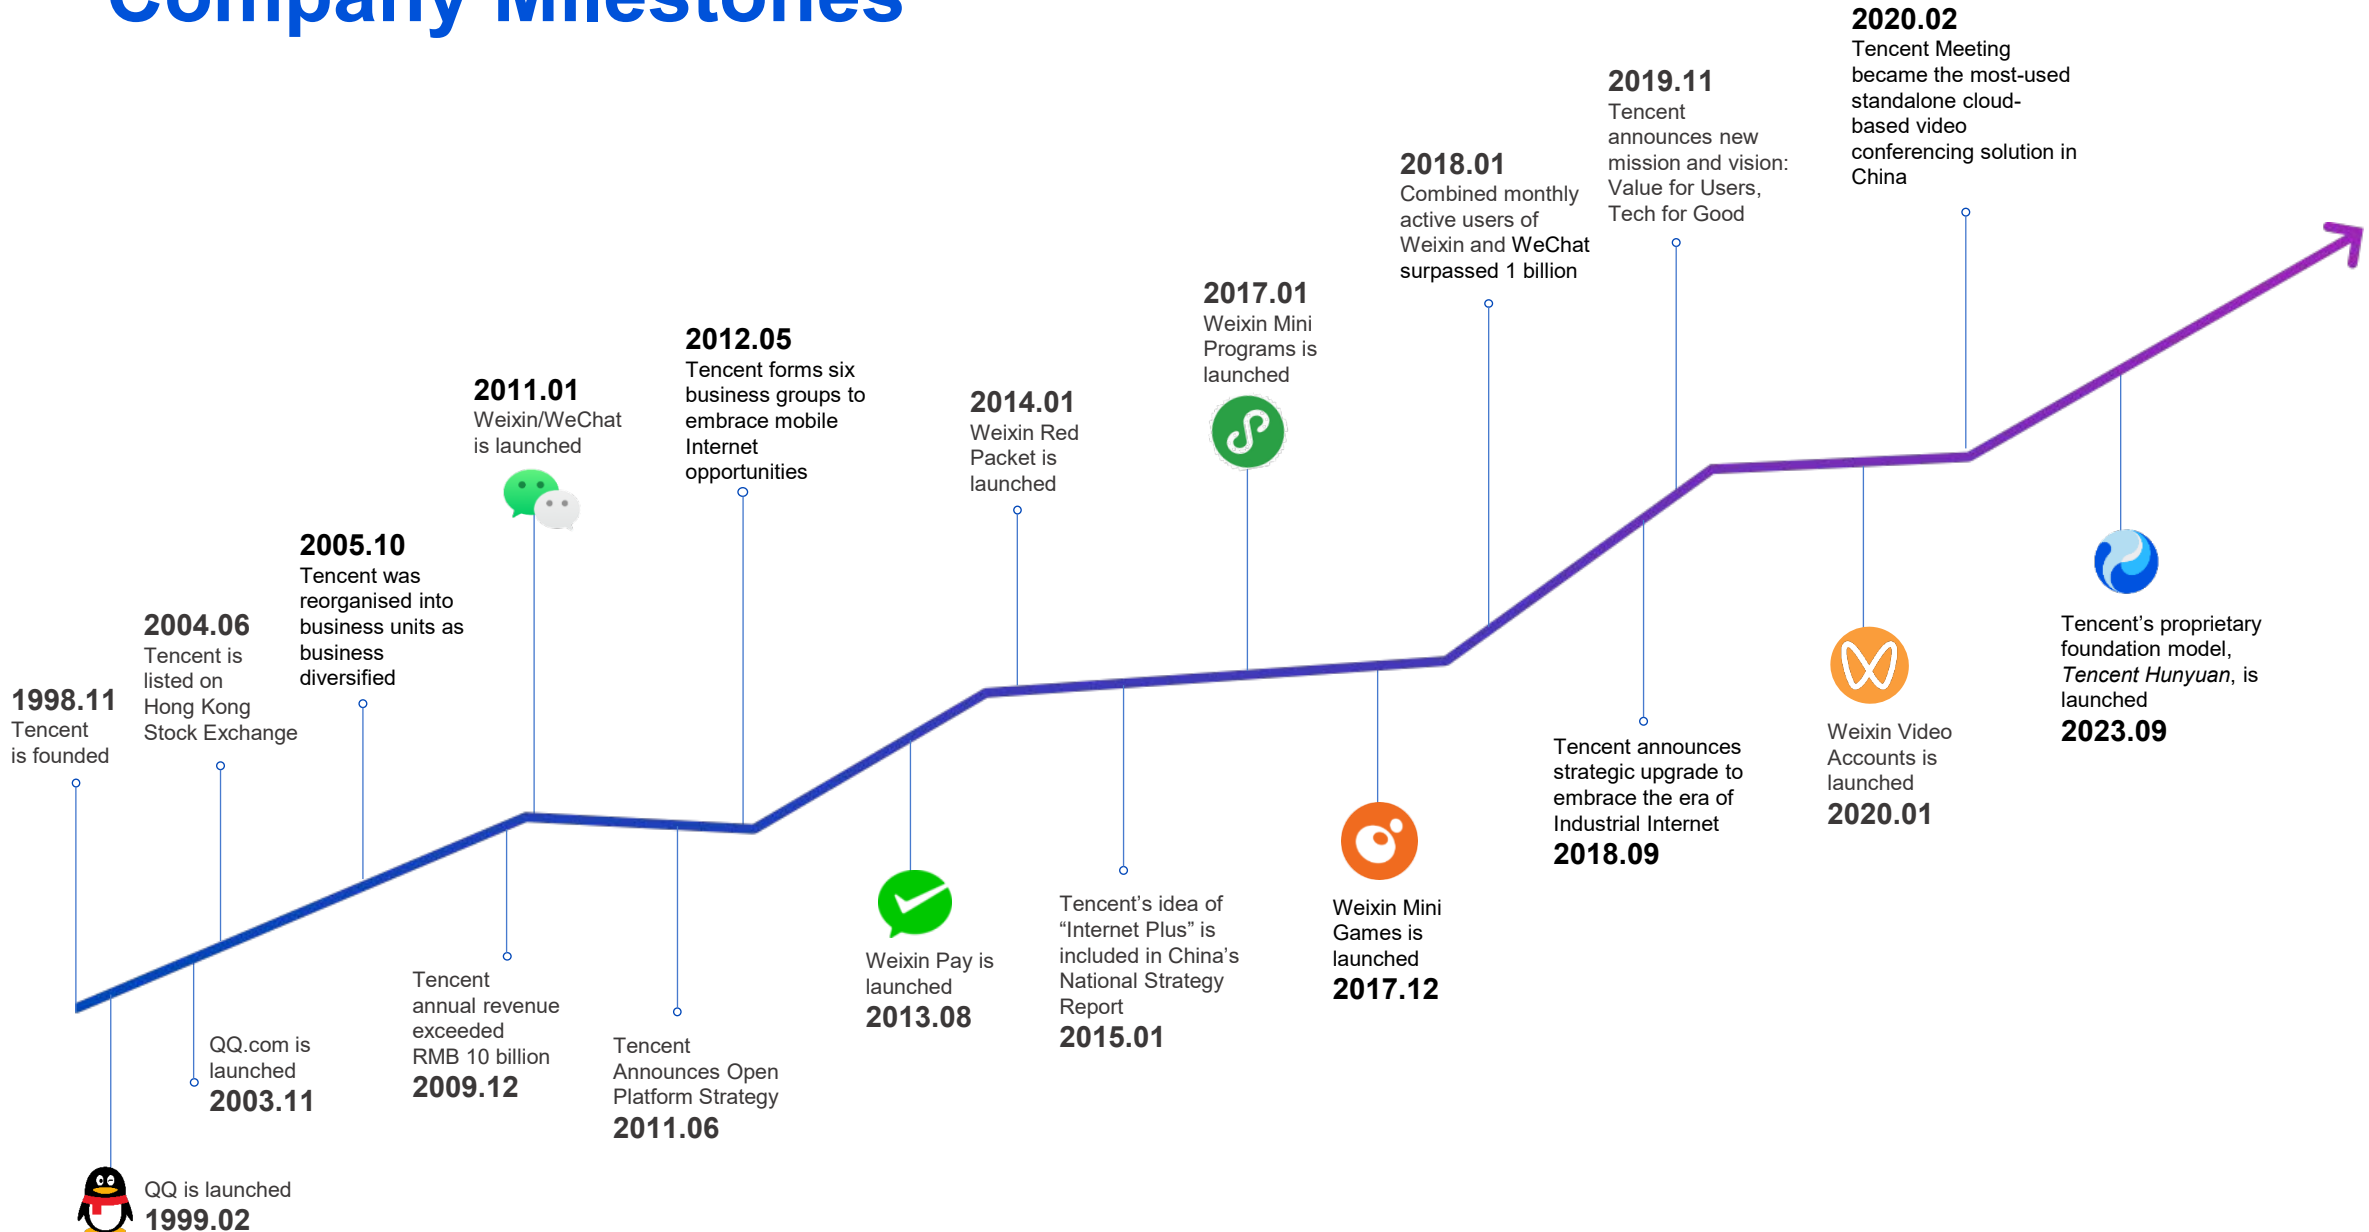 Company Milestones
1998.11
Tencent
is founded
QQ is launched
1999.02
QQ.com is
launched
2003.11
2004.06
Tencent is
listed on
Hong Kong
Stock Exchange
2005.10
Tencent was
reorganised into
business units as
business
diversified
Tencent
annual revenue
exceeded
RMB 10 billion
2009.12
2011.01
Weixin/WeChat
is launched
Tencent
Announces Open
Platform Strategy
2011.06
2012.05
Tencent forms six
business groups to
embrace mobile
Internet
opportunities
Weixin Pay is
launched
2013.08
2014.01
Weixin Red
Packet is
launched
Tencent’s idea of
“Internet Plus” is
included in China’s
National Strategy
Report
2015.01
2017.01
Weixin Mini
Programs is
launched
Weixin Mini
Games is
launched
2017.12
2018.01
Combined monthly
active users of
Weixin and WeChat
surpassed 1 billion
Tencent announces
strategic upgrade to
embrace the era of
Industrial Internet
2018.09
2019.11
Tencent
announces new
mission and vision:
Value for Users,
Tech for Good
Weixin Video
Accounts is
launched
2020.01
2020.02
Tencent Meeting
became the most-used
standalone cloud-
based video
conferencing solution in
China
Tencent’s proprietary
foundation model,
Tencent Hunyuan, is
launched
2023.09